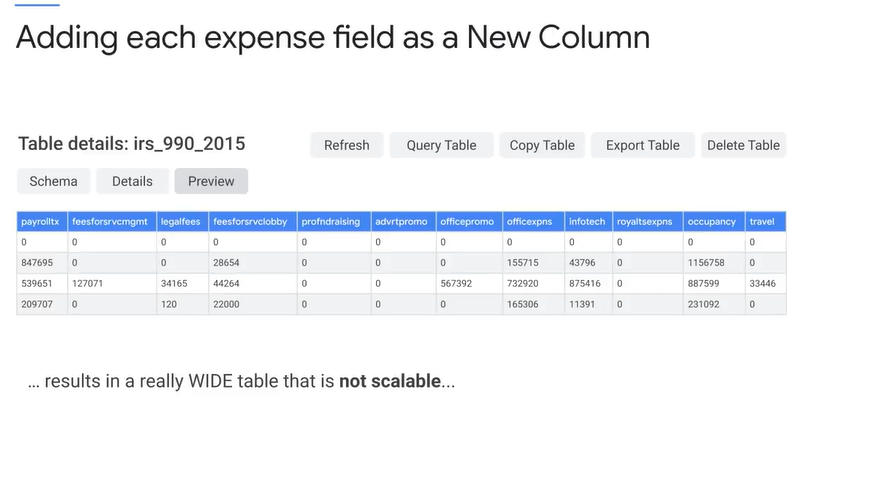 Adding each expense field as a New Column
Table details: irs_990_2015 Refresh Query Table Copy Table Export Table Delete Table
Schema Details Preview
payrolltx feesforsrvcmgmt legalfees feesforsrvclobby profndraising advrtpromo officepromo officexpns infotech royaltsexpns occupancy travel
0 0 0 0 0 0 0 0 0 0 0 0
847695 0 0 28654 0 0 0 155715 43796 0 1156758 0
539651 127071 34165 44264 0 0 567392 732920 875416 0 887599 33446
209707 0 120 22000 0 0 0 165306 11391 0 231092 0
... results in a really WIDE table that is not scalable...